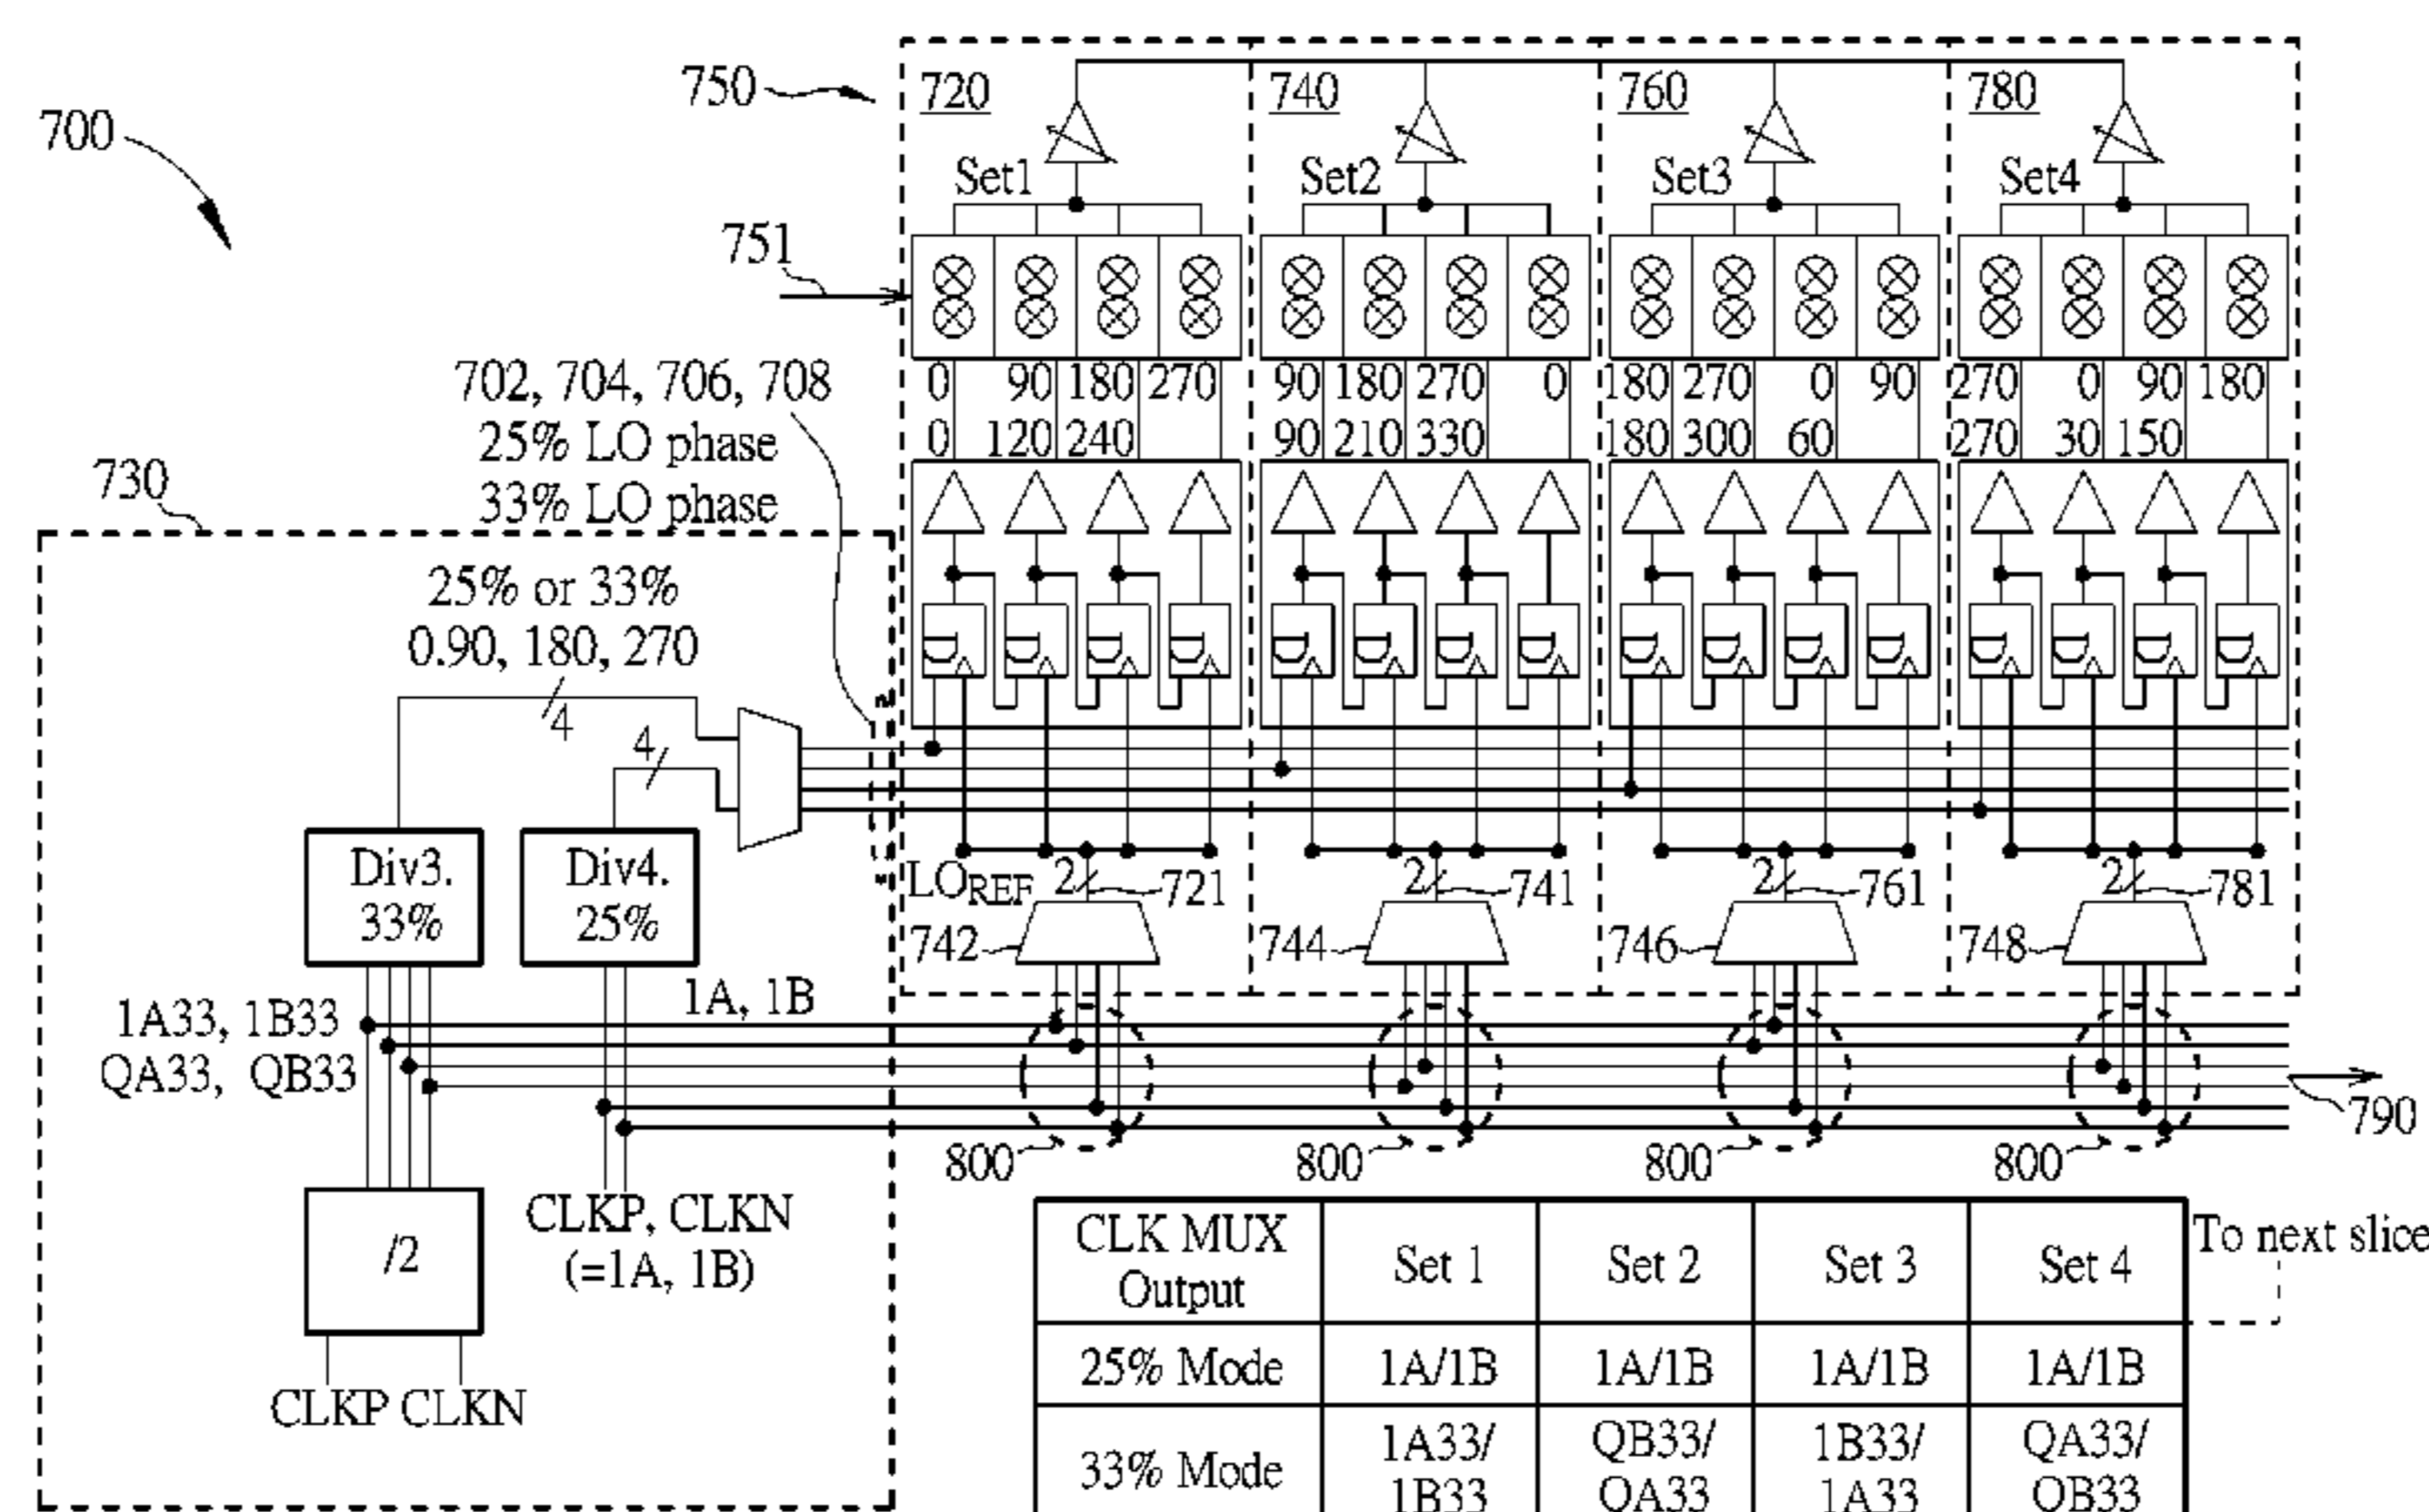 700
750
720
740
760
780
Set1
Set2
Set3
Set4
751
702, 704, 706, 708
25% LO phase
33% LO phase
0 90 180 270
0 120 240
90 180 270 0
90 210 330
180 270 0 90
180 300 60
270 0 90 180
270 30 150
730
25% or 33%
0.90, 180, 270
4
4
D D D D
D D D D
D D D D
D D D D
Div3.
33%
Div4.
25%
LOREF
2 721
2 741
2 761
2 781
742
744
746
748
1A, 1B
1A33, 1B33
QA33, QB33
790
800
800
800
800
/2
CLKP, CLKN
(=1A, 1B)
CLKP CLKN
To next slice
CLK MUX
Output
Set 1
Set 2
Set 3
Set 4
25% Mode
1A/1B
1A/1B
1A/1B
1A/1B
33% Mode
1A33/
1B33
QB33/
QA33
1B33/
1A33
QA33/
QB33